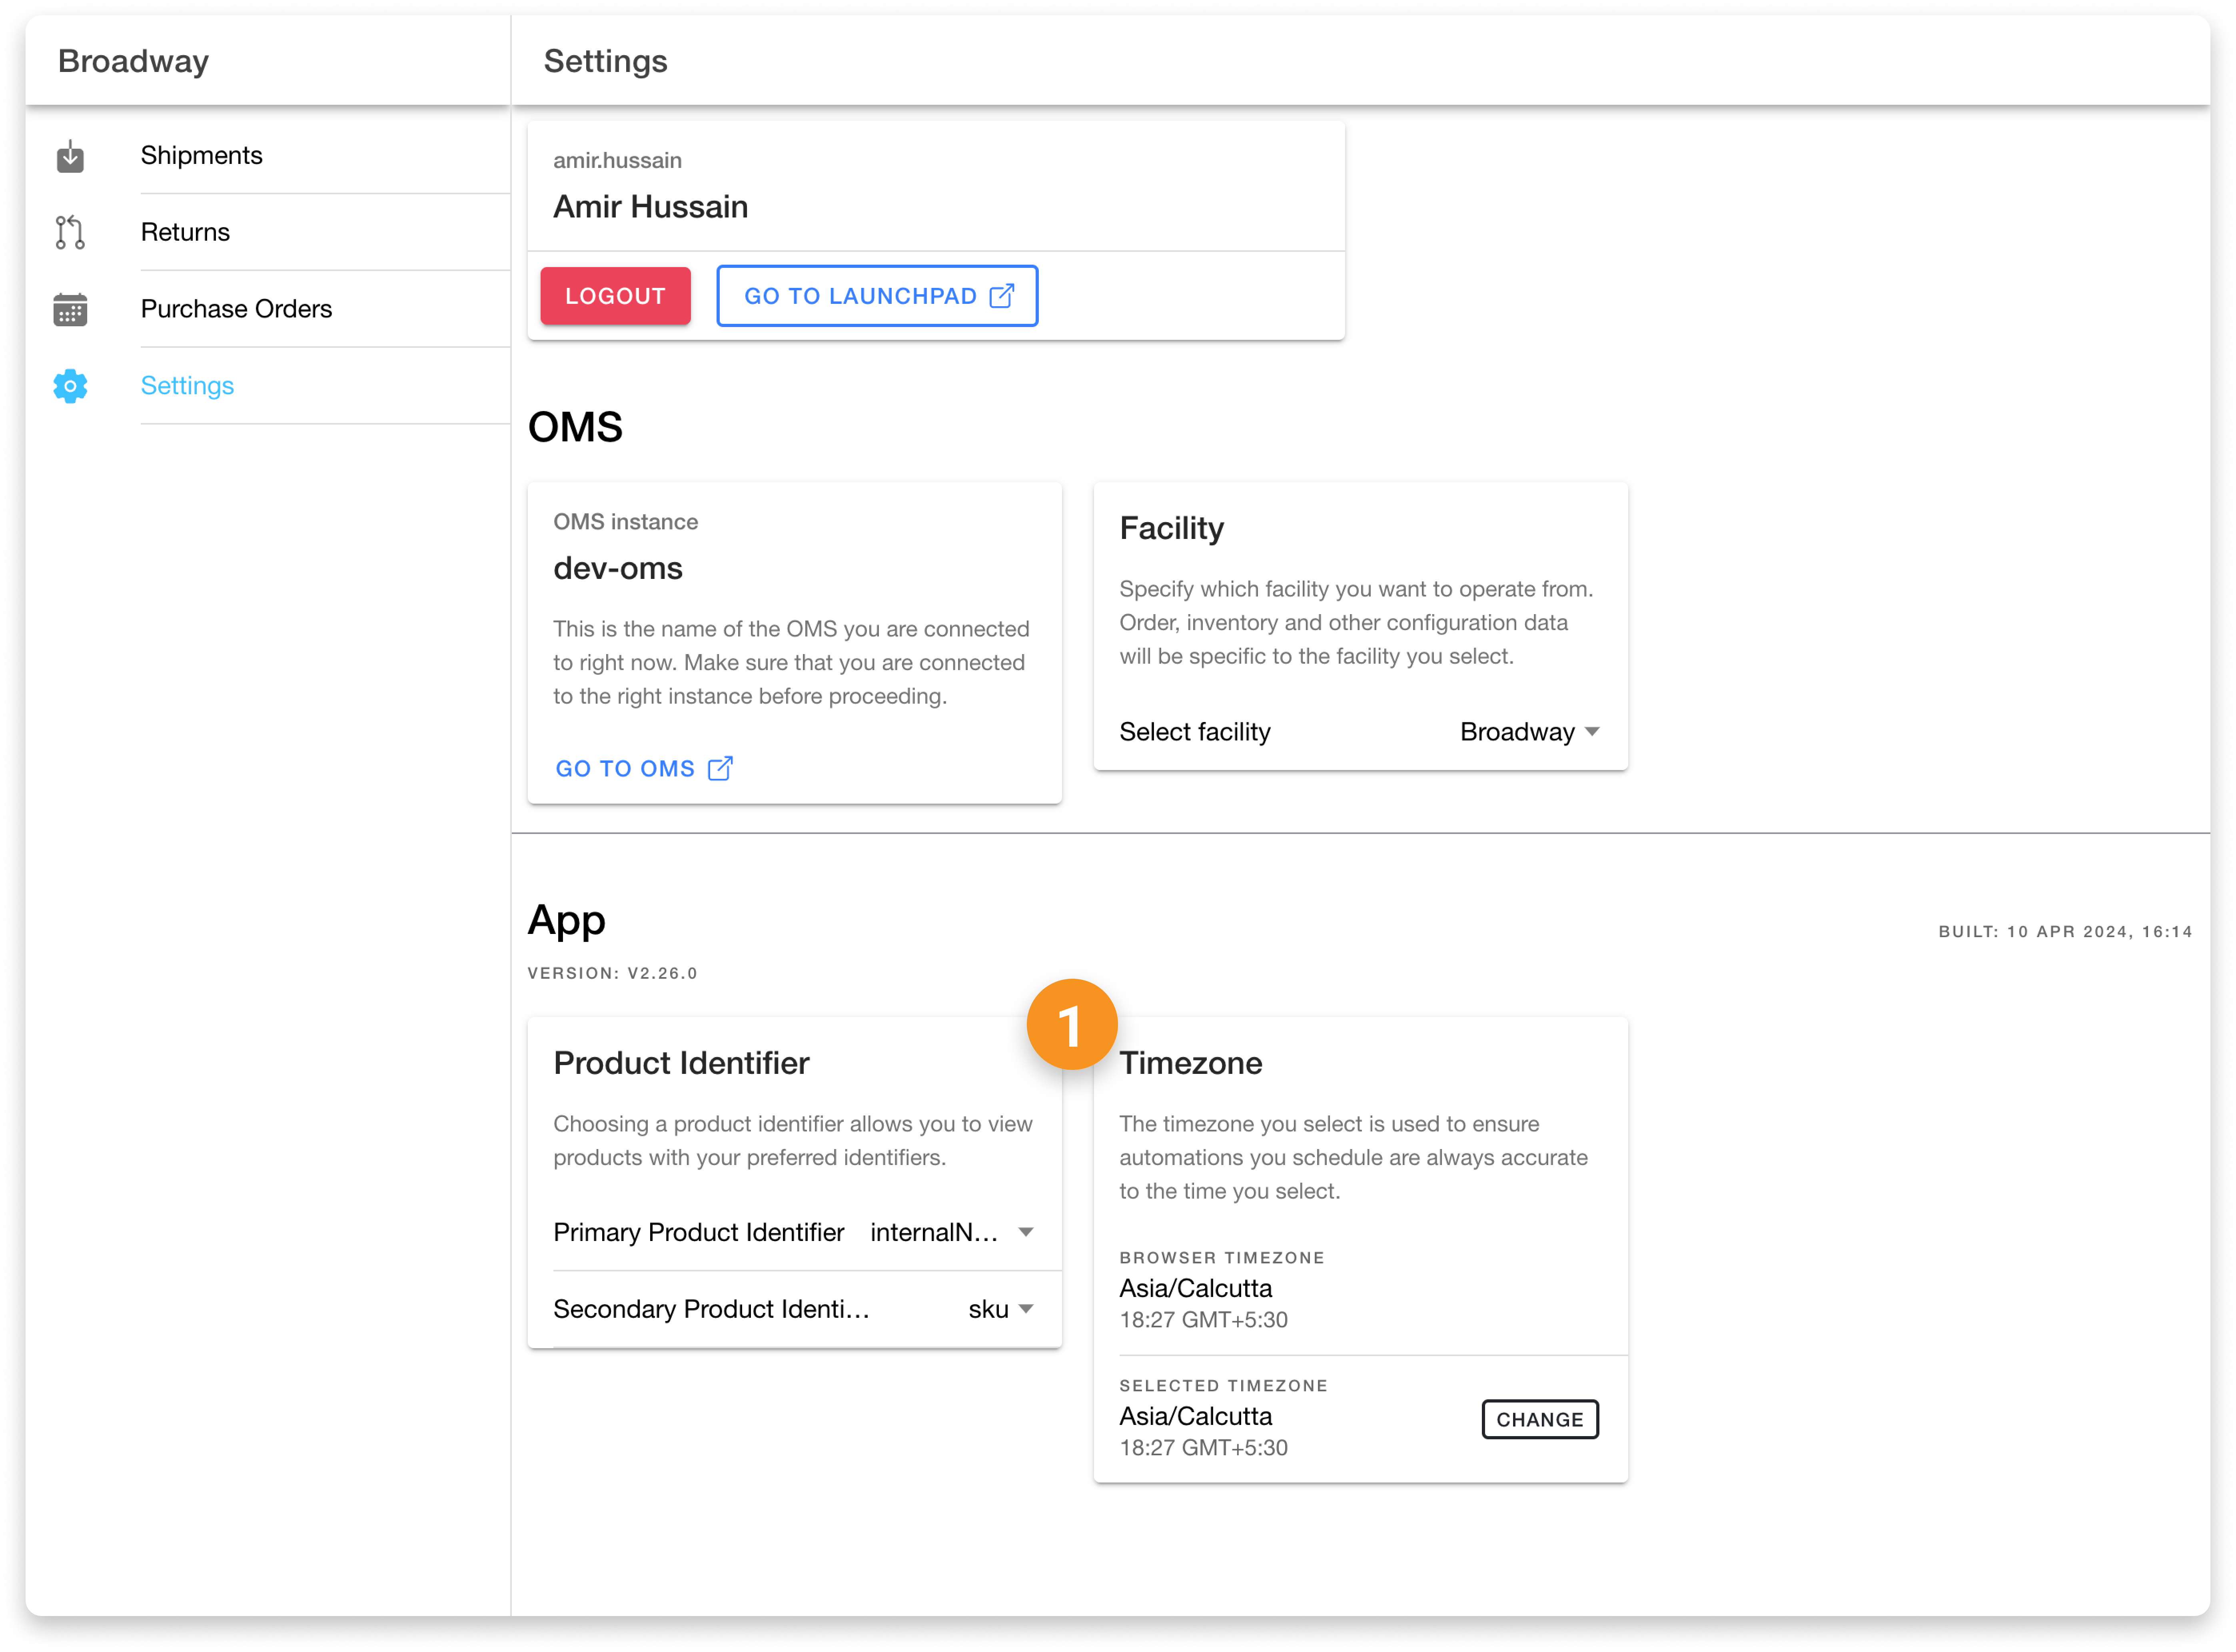 Broadway
Settings
Shipments
Returns
Purchase Orders
Settings
amir.hussain
Amir Hussain
LOGOUT
GO TO LAUNCHPAD
OMS
OMS instance
dev-oms
This is the name of the OMS you are connected
to right now. Make sure that you are connected
to the right instance before proceeding.
GO TO OMS
Facility
Specify which facility you want to operate from.
Order, inventory and other configuration data
will be specific to the facility you select.
Select facility
Broadway
App
BUILT: 10 APR 2024, 16:14
VERSION: V2.26.0
1
Product Identifier
Choosing a product identifier allows you to view
products with your preferred identifiers.
Primary Product Identifier
internalN...
Secondary Product Identi...
sku
Timezone
The timezone you select is used to ensure
automations you schedule are always accurate
to the time you select.
BROWSER TIMEZONE
Asia/Calcutta
18:27 GMT+5:30
SELECTED TIMEZONE
Asia/Calcutta
18:27 GMT+5:30
CHANGE